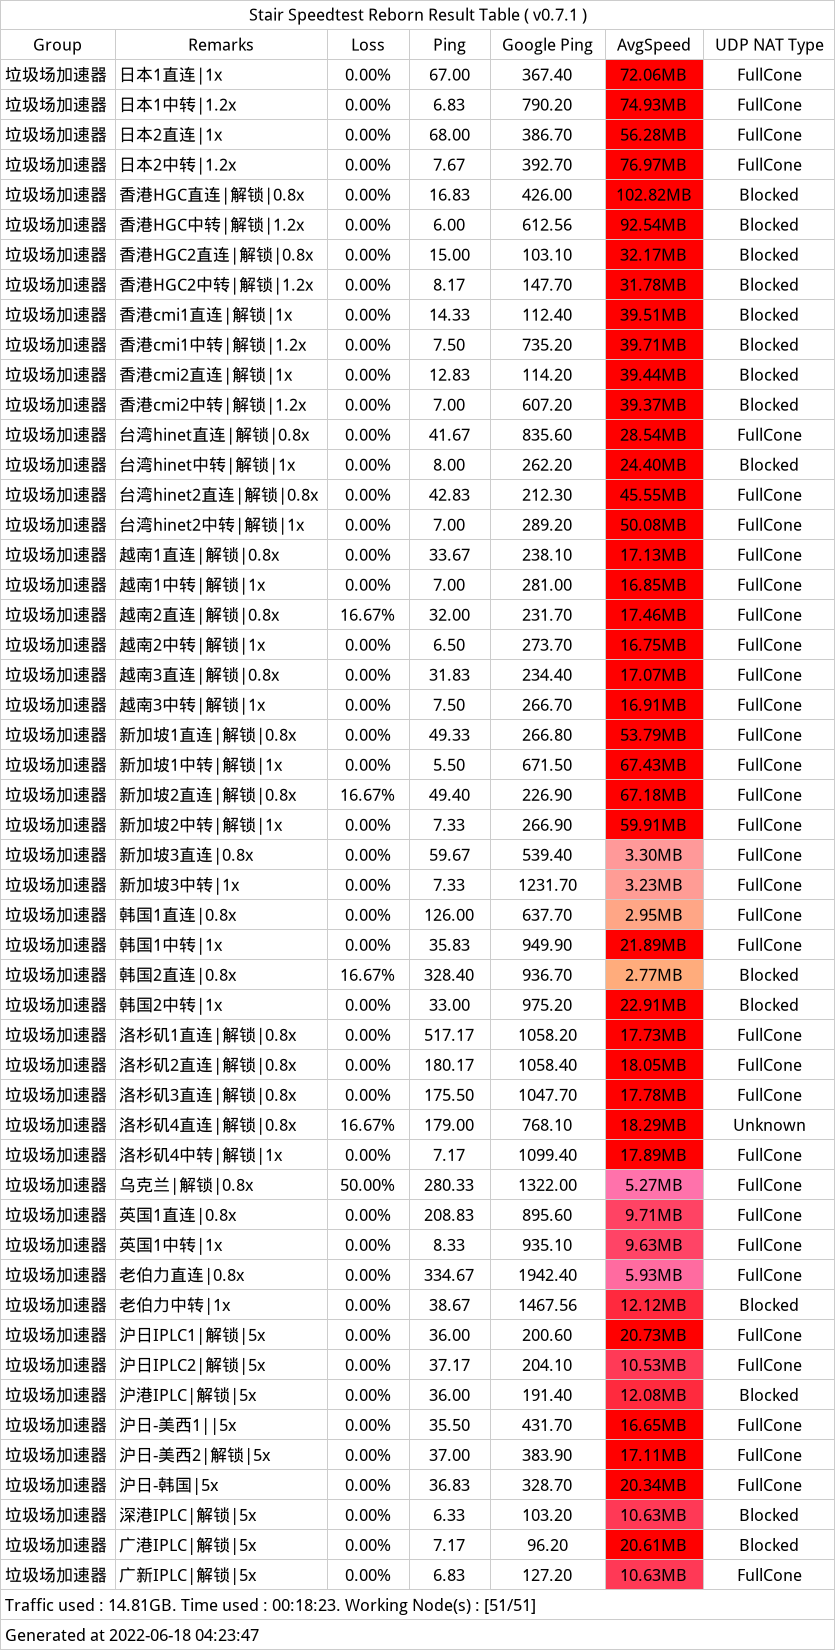 Stair Speedtest Reborn Result Table ( v0.7.1 )
Group Remarks Loss Ping Google Ping AvgSpeed UDP NAT Type
垃圾场加速器 日本1直连|1x 0.00% 67.00 367.40 72.06MB FullCone
垃圾场加速器 日本1中转|1.2x 0.00% 6.83 790.20 74.93MB FullCone
垃圾场加速器 日本2直连|1x 0.00% 68.00 386.70 56.28MB FullCone
垃圾场加速器 日本2中转|1.2x 0.00% 7.67 392.70 76.97MB FullCone
垃圾场加速器 香港HGC直连|解锁|0.8x 0.00% 16.83 426.00 102.82MB Blocked
垃圾场加速器 香港HGC中转|解锁|1.2x 0.00% 6.00 612.56 92.54MB Blocked
垃圾场加速器 香港HGC2直连|解锁|0.8x 0.00% 15.00 103.10 32.17MB Blocked
垃圾场加速器 香港HGC2中转|解锁|1.2x 0.00% 8.17 147.70 31.78MB Blocked
垃圾场加速器 香港cmi1直连|解锁|1x 0.00% 14.33 112.40 39.51MB Blocked
垃圾场加速器 香港cmi1中转|解锁|1.2x 0.00% 7.50 735.20 39.71MB Blocked
垃圾场加速器 香港cmi2直连|解锁|1x 0.00% 12.83 114.20 39.44MB Blocked
垃圾场加速器 香港cmi2中转|解锁|1.2x 0.00% 7.00 607.20 39.37MB Blocked
垃圾场加速器 台湾hinet直连|解锁|0.8x 0.00% 41.67 835.60 28.54MB FullCone
垃圾场加速器 台湾hinet中转|解锁|1x 0.00% 8.00 262.20 24.40MB Blocked
垃圾场加速器 台湾hinet2直连|解锁|0.8x 0.00% 42.83 212.30 45.55MB FullCone
垃圾场加速器 台湾hinet2中转|解锁|1x 0.00% 7.00 289.20 50.08MB FullCone
垃圾场加速器 越南1直连|解锁|0.8x 0.00% 33.67 238.10 17.13MB FullCone
垃圾场加速器 越南1中转|解锁|1x 0.00% 7.00 281.00 16.85MB FullCone
垃圾场加速器 越南2直连|解锁|0.8x 16.67% 32.00 231.70 17.46MB FullCone
垃圾场加速器 越南2中转|解锁|1x 0.00% 6.50 273.70 16.75MB FullCone
垃圾场加速器 越南3直连|解锁|0.8x 0.00% 31.83 234.40 17.07MB FullCone
垃圾场加速器 越南3中转|解锁|1x 0.00% 7.50 266.70 16.91MB FullCone
垃圾场加速器 新加坡1直连|解锁|0.8x 0.00% 49.33 266.80 53.79MB FullCone
垃圾场加速器 新加坡1中转|解锁|1x 0.00% 5.50 671.50 67.43MB FullCone
垃圾场加速器 新加坡2直连|解锁|0.8x 16.67% 49.40 226.90 67.18MB FullCone
垃圾场加速器 新加坡2中转|解锁|1x 0.00% 7.33 266.90 59.91MB FullCone
垃圾场加速器 新加坡3直连|0.8x 0.00% 59.67 539.40 3.30MB FullCone
垃圾场加速器 新加坡3中转|1x 0.00% 7.33 1231.70 3.23MB FullCone
垃圾场加速器 韩国1直连|0.8x 0.00% 126.00 637.70 2.95MB FullCone
垃圾场加速器 韩国1中转|1x 0.00% 35.83 949.90 21.89MB FullCone
垃圾场加速器 韩国2直连|0.8x 16.67% 328.40 936.70 2.77MB Blocked
垃圾场加速器 韩国2中转|1x 0.00% 33.00 975.20 22.91MB Blocked
垃圾场加速器 洛杉矶1直连|解锁|0.8x 0.00% 517.17 1058.20 17.73MB FullCone
垃圾场加速器 洛杉矶2直连|解锁|0.8x 0.00% 180.17 1058.40 18.05MB FullCone
垃圾场加速器 洛杉矶3直连|解锁|0.8x 0.00% 175.50 1047.70 17.78MB FullCone
垃圾场加速器 洛杉矶4直连|解锁|0.8x 16.67% 179.00 768.10 18.29MB Unknown
垃圾场加速器 洛杉矶4中转|解锁|1x 0.00% 7.17 1099.40 17.89MB FullCone
垃圾场加速器 乌克兰|解锁|0.8x 50.00% 280.33 1322.00 5.27MB FullCone
垃圾场加速器 英国1直连|0.8x 0.00% 208.83 895.60 9.71MB FullCone
垃圾场加速器 英国1中转|1x 0.00% 8.33 935.10 9.63MB FullCone
垃圾场加速器 老伯力直连|0.8x 0.00% 334.67 1942.40 5.93MB FullCone
垃圾场加速器 老伯力中转|1x 0.00% 38.67 1467.56 12.12MB Blocked
垃圾场加速器 沪日IPLC1|解锁|5x 0.00% 36.00 200.60 20.73MB FullCone
垃圾场加速器 沪日IPLC2|解锁|5x 0.00% 37.17 204.10 10.53MB FullCone
垃圾场加速器 沪港IPLC|解锁|5x 0.00% 36.00 191.40 12.08MB Blocked
垃圾场加速器 沪日-美西1||5x 0.00% 35.50 431.70 16.65MB FullCone
垃圾场加速器 沪日-美西2|解锁|5x 0.00% 37.00 383.90 17.11MB FullCone
垃圾场加速器 沪日-韩国|5x 0.00% 36.83 328.70 20.34MB FullCone
垃圾场加速器 深港IPLC|解锁|5x 0.00% 6.33 103.20 10.63MB Blocked
垃圾场加速器 广港IPLC|解锁|5x 0.00% 7.17 96.20 20.61MB Blocked
垃圾场加速器 广新IPLC|解锁|5x 0.00% 6.83 127.20 10.63MB FullCone
Traffic used : 14.81GB. Time used : 00:18:23. Working Node(s) : [51/51]
Generated at 2022-06-18 04:23:47